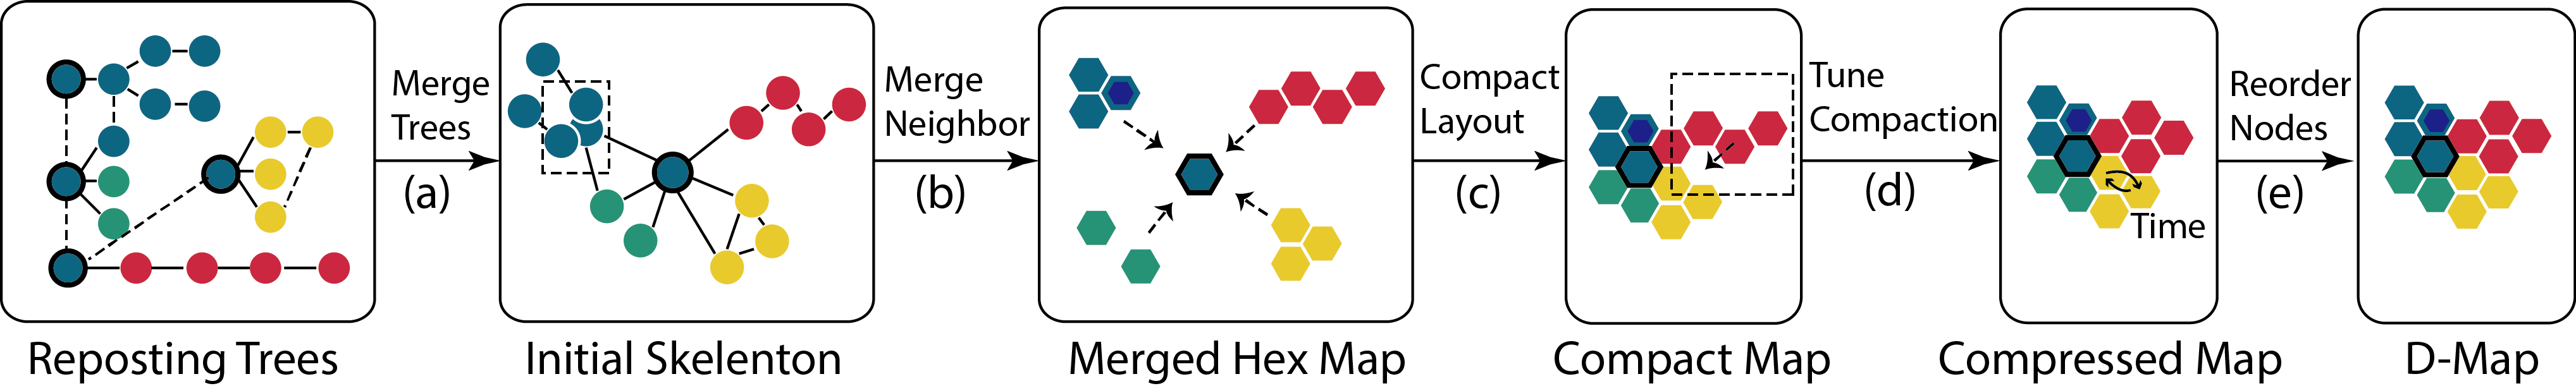 Merge
Trees
(a)
Merge
Neighbor
(b)
Compact
Layout
(c)
Tune
Compaction
(d)
Time
Reorder
Nodes
(e)
Reposting Trees
Initial Skelenton
Merged Hex Map
Compact Map
Compressed Map
D-Map